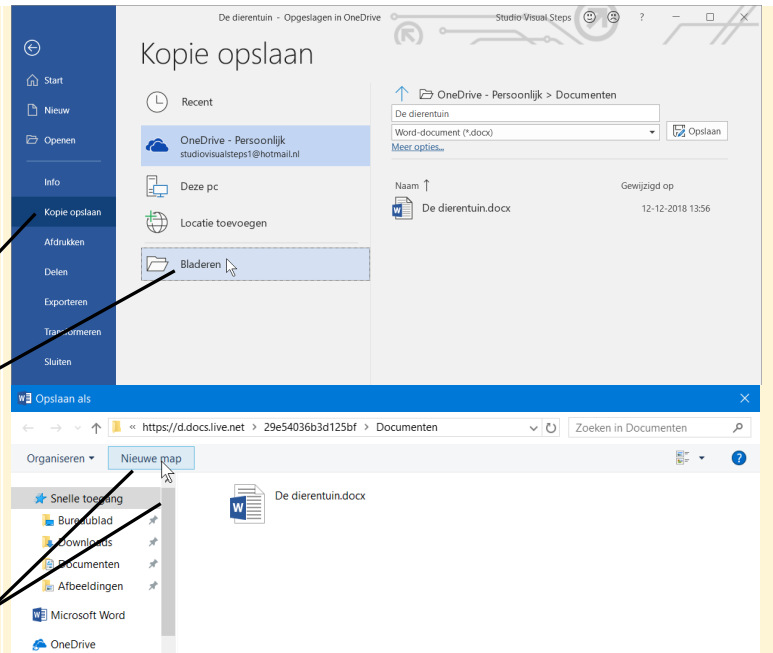 De dierentuin - Opgeslagen in OneDrive
Studio Visual Steps
?
Kopie opslaan
Start
Nieuw
Openen
Info
Kopie opslaan
Afdrukken
Delen
Exporteren
Transformeren
Sluiten
Recent
OneDrive - Persoonlijk
studiovisualsteps1@hotmail.nl
Deze pc
Locatie toevoegen
Bladeren
OneDrive - Persoonlijk > Documenten
De dierentuin
Word-document (*.docx)
Opslaan
Meer opties...
Naam ↑ Gewijzigd op
De dierentuin.docx 12-12-2018 13:56
Opslaan als
« https://d.docs.live.net > 29e54036b3d125bf > Documenten
Zoeken in Documenten
Organiseren Nieuwe map
?
Snelle toegang
Bureaublad
Downloads
Documenten
Afbeeldingen
Microsoft Word
OneDrive
De dierentuin.docx